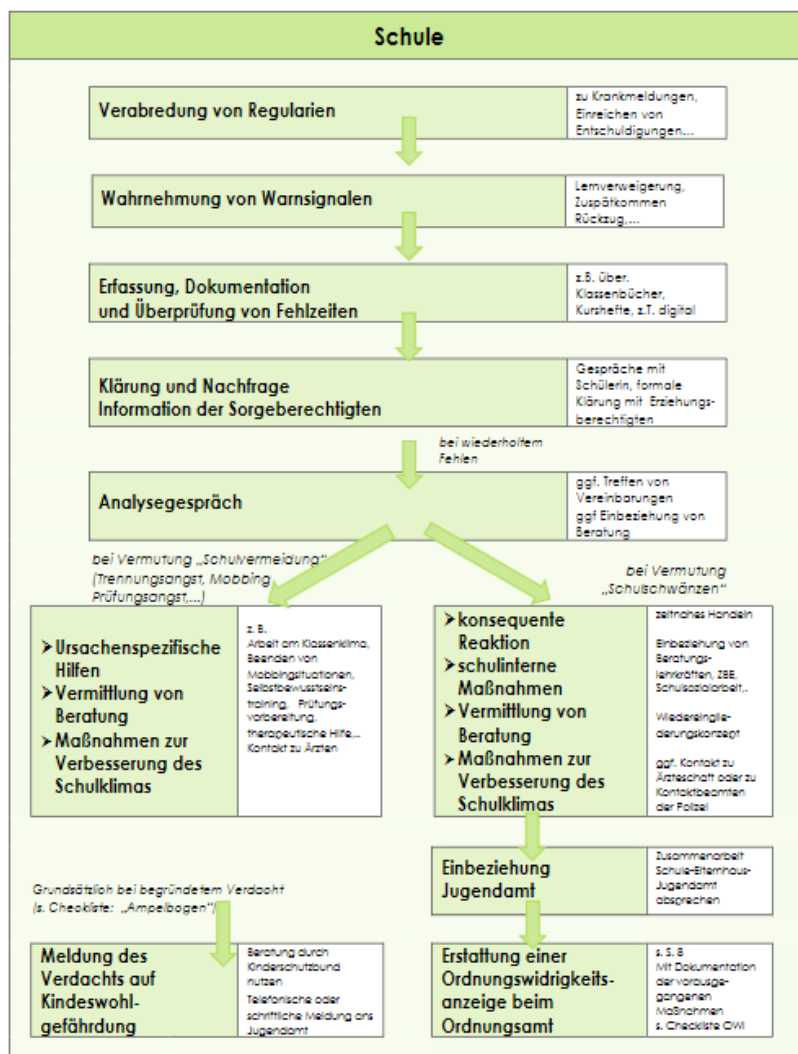 Schule
Verabredung von Regularien
zu Krankmeldungen,
Einreichen von
Entschuldigungen...
Wahrnehmung von Warnsignalen
Lernverweigerung,
Zuspätkommen
Rückzug,...
Erfassung, Dokumentation
und Überprüfung von Fehlzeiten
z.B. über.
Klassenbücher,
Kurshefte, z.T. digital
Klärung und Nachfrage
Information der Sorgeberechtigten
Gespräche mit
SchülerIn, formale
Klärung mit Erziehungs-
berechtigten
bei wiederholtem
Fehlen
Analysegespräch
ggf. Treffen von
Vereinbarungen
ggf Einbeziehung von
Beratung
bei Vermutung „Schulvermeidung“
(Trennungsangst, Mobbing
Prüfungsangst,...)
bei Vermutung
„Schulschwänzen“
➢ Ursachenspezifische
Hilfen
➢ Vermittlung von
Beratung
➢ Maßnahmen zur
Verbesserung des
Schulklimas
z. B.
Arbeit am Klassenklima,
Beenden von
Mobbingsituationen,
Selbstbewusstseins-
training, Prüfungs-
vorbereitung,
therapeutische Hilfe,..
Kontakt zu Ärzten
➢ konsequente
Reaktion
➢ schulinterne
Maßnahmen
➢ Vermittlung von
Beratung
➢ Maßnahmen zur
Verbesserung des
Schulklimas
zeitnahes Handeln
Einbeziehung von
Beratungs-
lehrkräften, ZBE,
Schulsozialarbeit,.
Wiedereinglie-
derungskonzept
ggf. Kontakt zu
Ärzteschaft oder zu
Kontaktbeamten
der Polizei
Einbeziehung
Jugendamt
Zusammenarbeit
Schule-Elternhaus-
Jugendamt
absprechen
Grundsätzlich bei begründetem Verdacht
(s. Checkliste: „Ampelbogen“)
Meldung des
Verdachts auf
Kindeswohl-
gefährdung
Beratung durch
Kinderschutzbund
nutzen
Telefonische oder
schriftliche Meldung ans
Jugendamt
Erstattung einer
Ordnungswidrigkeits-
anzeige beim
Ordnungsamt
s. S. 8
Mit Dokumentation
der vorausge-
gangenen
Maßnahmen
s. Checkliste OWI